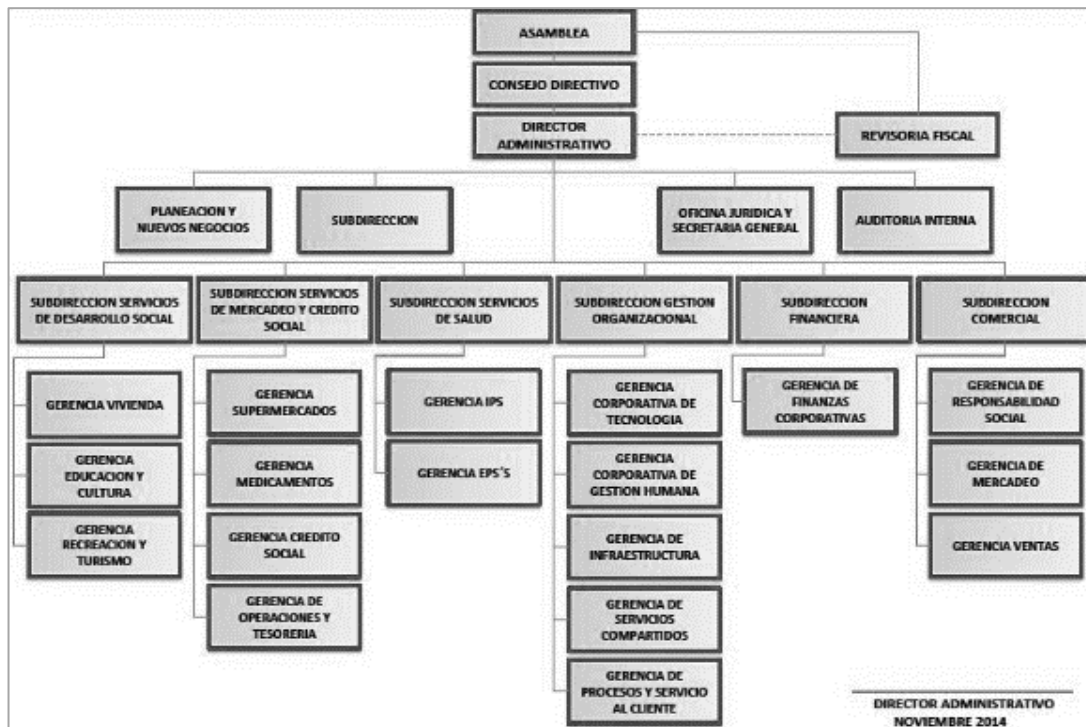 ASAMBLEA
CONSEJO DIRECTIVO
DIRECTOR
ADMINISTRATIVO
REVISORIA FISCAL
PLANEACION Y
NUEVOS NEGOCIOS
SUBDIRECCION
OFICINA JURIDICA Y
SECRETARIA GENERAL
AUDITORIA INTERNA
SUBDIRECCION SERVICIOS
DE DESARROLLO SOCIAL
SUBDIRECCION SERVICIOS
DE MERCADEO Y CREDITO
SOCIAL
SUBDIRECCION SERVICIOS
DE SALUD
SUBDIRECCION GESTION
ORGANIZACIONAL
SUBDIRECCION
FINANCIERA
SUBDIRECCION
COMERCIAL
GERENCIA VIVIENDA
GERENCIA
EDUCACION Y
CULTURA
GERENCIA
RECREACION Y
TURISMO
GERENCIA
SUPERMERCADOS
GERENCIA
MEDICAMENTOS
GERENCIA CREDITO
SOCIAL
GERENCIA DE
OPERACIONES Y
TESORERIA
GERENCIA IPS
GERENCIA EPS´S
GERENCIA
CORPORATIVA DE
TECNOLOGIA
GERENCIA
CORPORATIVA DE
GESTION HUMANA
GERENCIA DE
INFRAESTRUCTURA
GERENCIA DE
SERVICIOS
COMPARTIDOS
GERENCIA DE
PROCESOS Y SERVICIO
AL CLIENTE
GERENCIA DE
FINANZAS
CORPORATIVAS
GERENCIA DE
RESPONSABILIDAD
SOCIAL
GERENCIA DE
MERCADEO
GERENCIA VENTAS
DIRECTOR ADMINISTRATIVO
NOVIEMBRE 2014